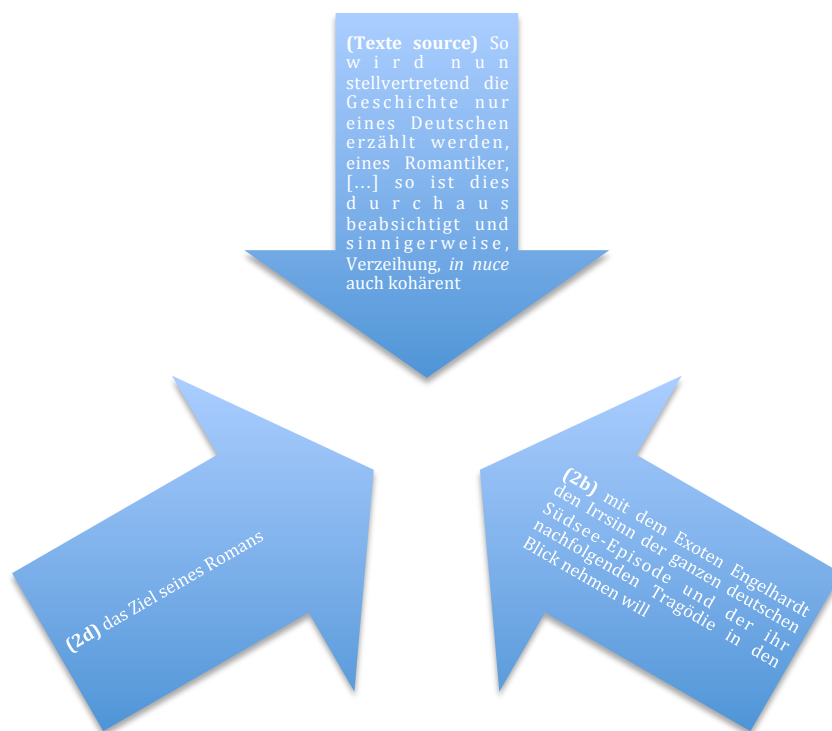 (Texte source) So
wird nun
stellvertretend die
Geschichte nur
eines Deutschen
erzählt werden,
eines Romantiker,
[...] so ist dies
durchaus
beabsichtigt und
sinnigerweise,
Verzeihung, in nuce
auch kohärent
(2d) das Ziel seines Romans
(2b) mit dem Exoten Engelhardt
den Irrsinn der ganzen deutschen
Südsee-Episode und der ihr
nachfolgenden Tragödie in den
Blick nehmen will